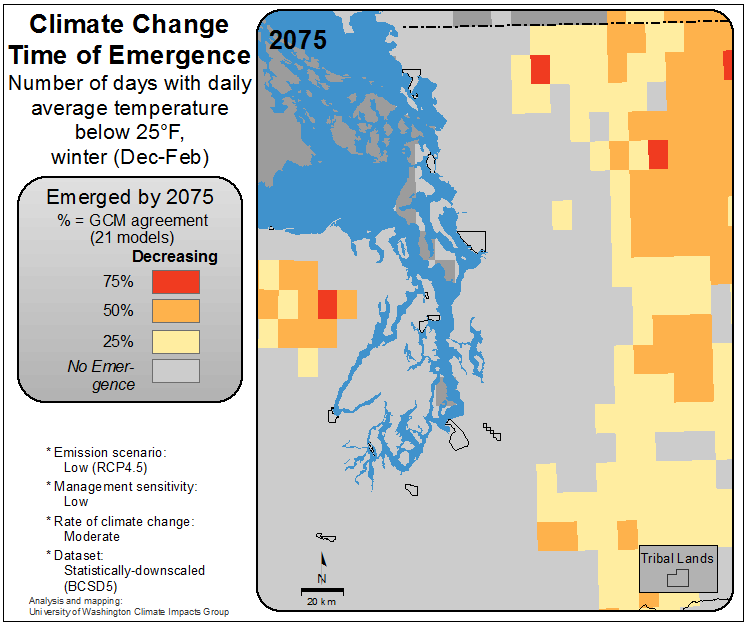 Climate Change
Time of Emergence
Number of days with daily
average temperature
below 25°F,
winter (Dec-Feb)
Emerged by 2075
% = GCM agreement
(21 models)
Decreasing
75%
50%
25%
No Emer-
gence
* Emission scenario:
Low (RCP4.5)
* Management sensitivity:
Low
* Rate of climate change:
Moderate
* Dataset:
Statistically-downscaled
(BCSD5)
Analysis and mapping:
University of Washington Climate Impacts Group
2075
N
20 km
Tribal Lands